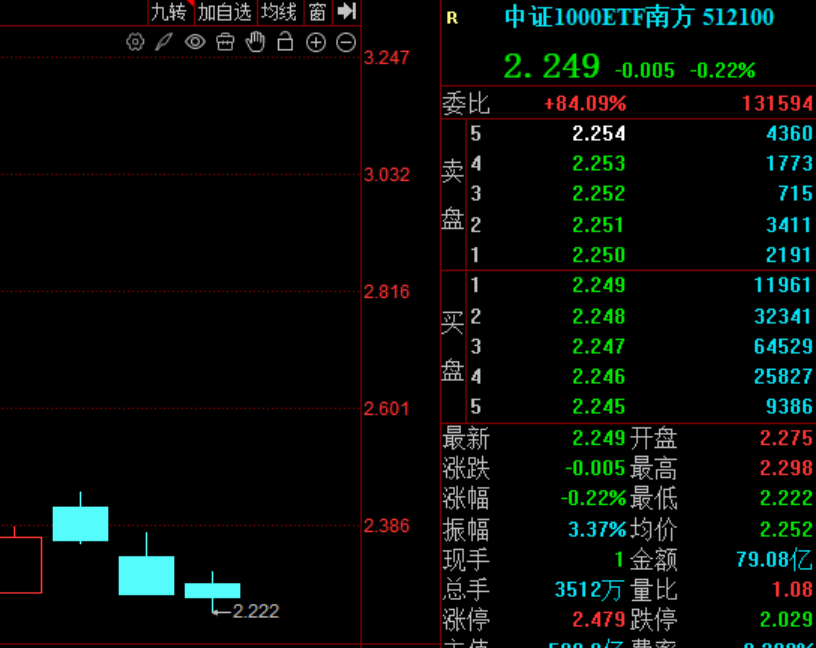 九转 加自选 均线 窗
3.247
3.032
2.816
2.601
2.386
2.222
R 中证1000ETF南方 512100
2.249 -0.005 -0.22%
委比 +84.09% 131594
卖盘
5 2.254 4360
4 2.253 1773
3 2.252 715
2 2.251 3411
1 2.250 2191
买盘
1 2.249 11961
2 2.248 32341
3 2.247 64529
4 2.246 25827
5 2.245 9386
最新 2.249 开盘 2.275
涨跌 -0.005 最高 2.298
涨幅 -0.22% 最低 2.222
振幅 3.37% 均价 2.252
现手 1 金额 79.08亿
总手 3512万 量比 1.08
涨停 2.479 跌停 2.029